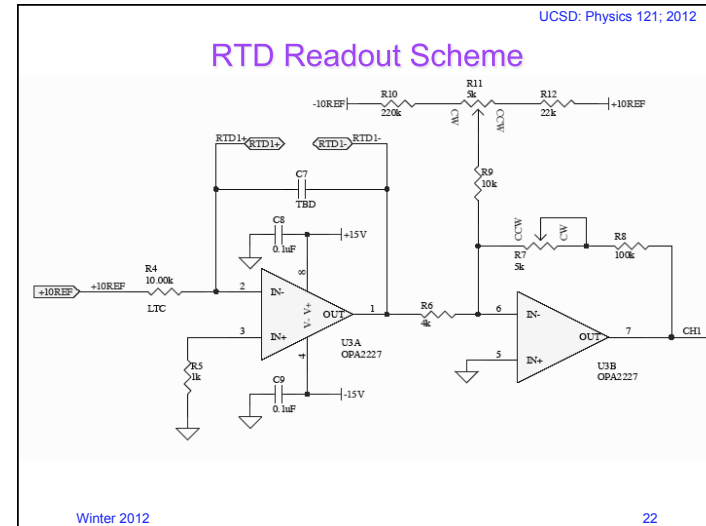 UCSD: Physics 121; 2012
RTD Readout Scheme
R10
220k
R11
5k
R12
22k
-10REF
+10REF
CW
CCW
RTD1+
RTD1+
RTD1-
RTD1-
C7
TBD
R9
10k
C8
0.1uF
+15V
CCW
CW
R7
5k
R8
100k
R4
10.00k
LTC
+10REF
+10REF
2
IN-
8
V+
V-
4
3
IN+
OUT
1
U3A
OPA2227
R6
4k
6
IN-
5
IN+
OUT
7
CH1
U3B
OPA2227
R5
1k
C9
0.1uF
-15V
Winter 2012
22